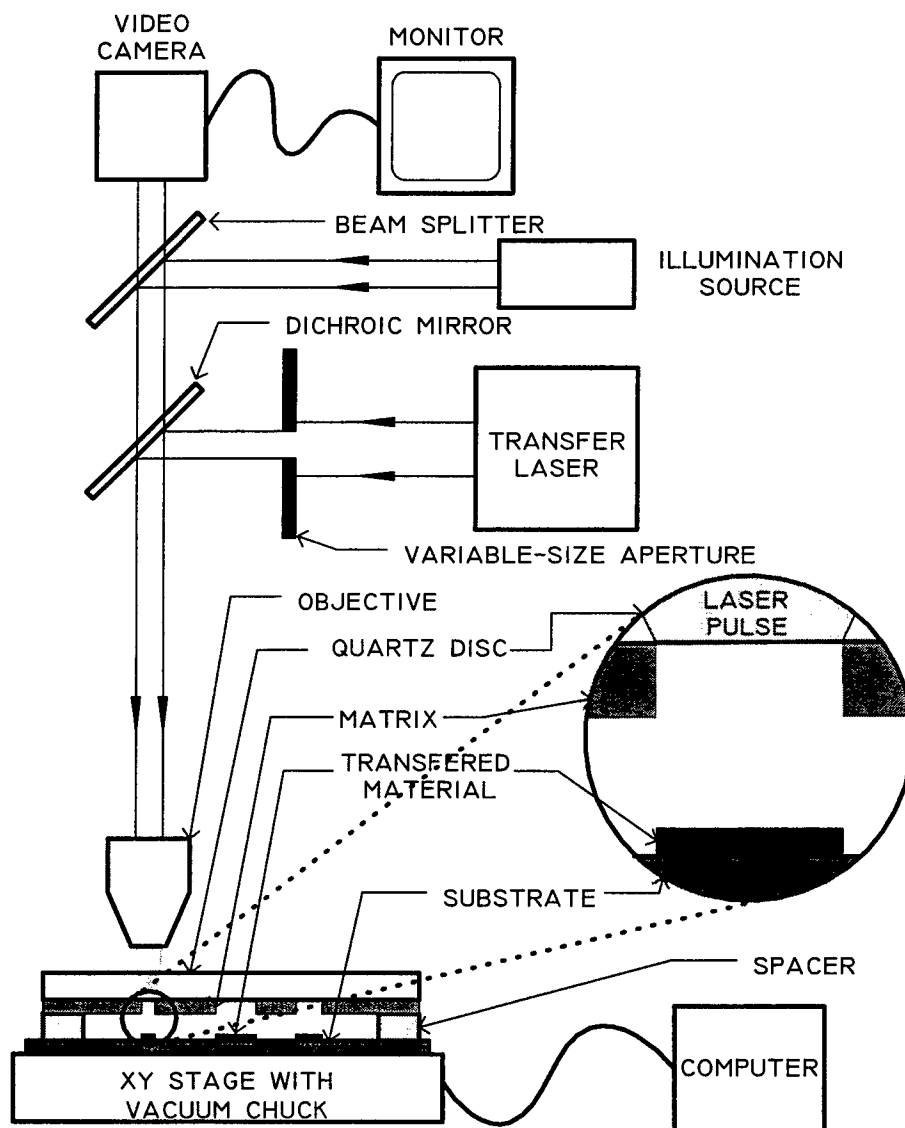 VIDEO
CAMERA
MONITOR
BEAM SPLITTER
ILLUMINATION
SOURCE
DICHROIC MIRROR
TRANSFER
LASER
VARIABLE-SIZE APERTURE
OBJECTIVE
LASER
PULSE
QUARTZ DISC
MATRIX
TRANSFERED
MATERIAL
SUBSTRATE
SPACER
XY STAGE WITH
VACUUM CHUCK
COMPUTER